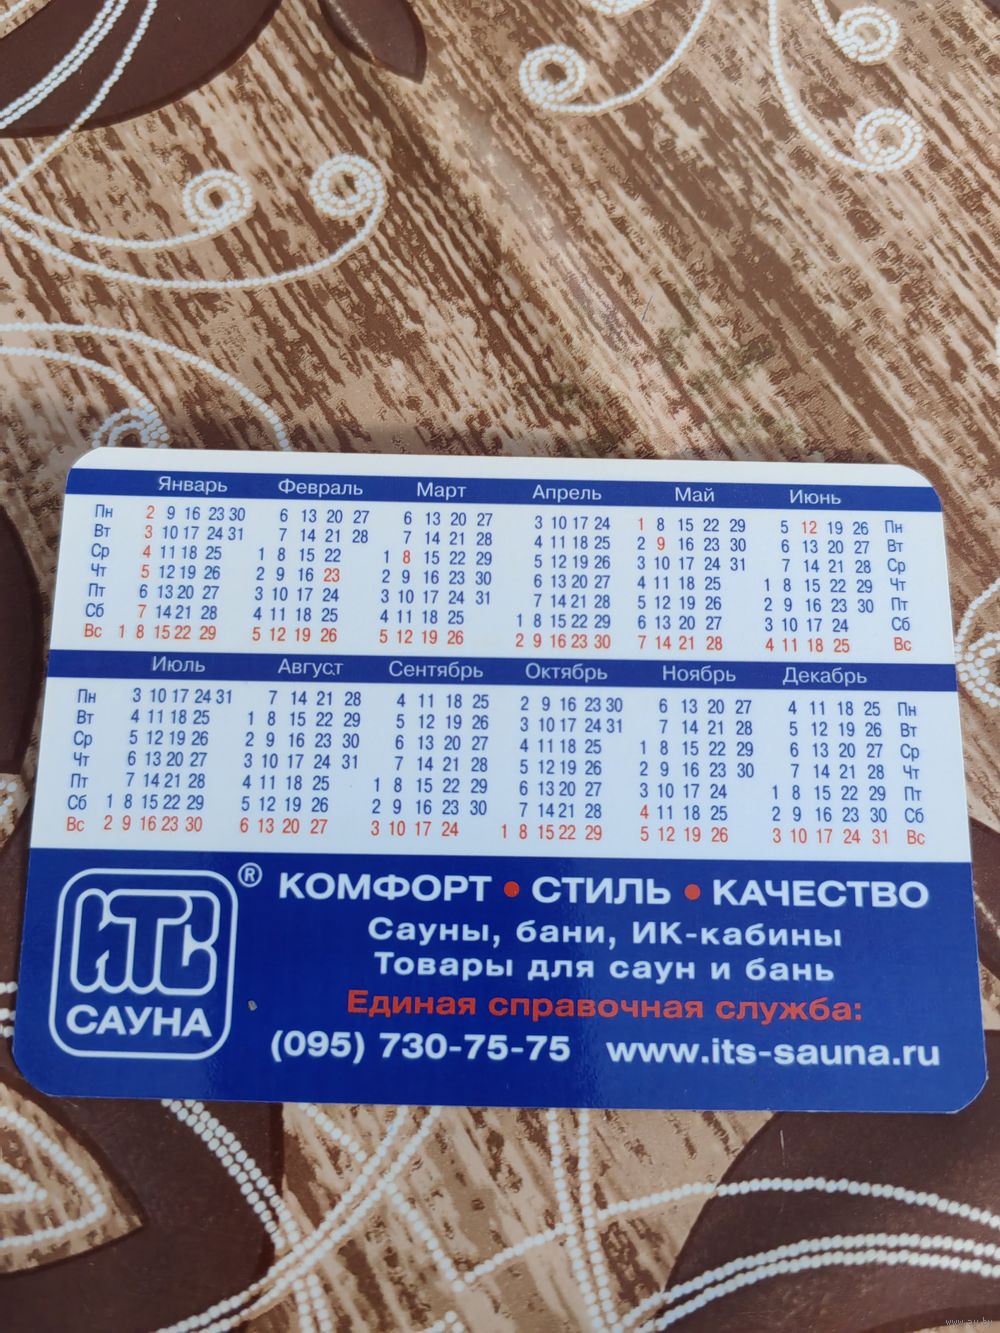 Январь Февраль Март Апрель Май Июнь
Пн 2 9 16 23 30 6 13 20 27 6 13 20 27 3 10 17 24 1 8 15 22 29 5 12 19 26 Пн
Вт 3 10 17 24 31 7 14 21 28 7 14 21 28 4 11 18 25 2 9 16 23 30 6 13 20 27 Вт
Ср 4 11 18 25 1 8 15 22 1 8 15 22 29 5 12 19 26 3 10 17 24 31 7 14 21 28 Ср
Чт 5 12 19 26 2 9 16 23 2 9 16 23 30 6 13 20 27 4 11 18 25 1 8 15 22 29 Чт
Пт 6 13 20 27 3 10 17 24 3 10 17 24 31 7 14 21 28 5 12 19 26 2 9 16 23 30 Пт
Сб 7 14 21 28 4 11 18 25 4 11 18 25 1 8 15 22 29 6 13 20 27 3 10 17 24 Сб
Вс 1 8 15 22 29 5 12 19 26 5 12 19 26 2 9 16 23 30 7 14 21 28 4 11 18 25 Вс
Июль Август Сентябрь Октябрь Ноябрь Декабрь
Пн 3 10 17 24 31 7 14 21 28 4 11 18 25 2 9 16 23 30 6 13 20 27 4 11 18 25 Пн
Вт 4 11 18 25 1 8 15 22 29 5 12 19 26 3 10 17 24 31 7 14 21 28 5 12 19 26 Вт
Ср 5 12 19 26 2 9 16 23 30 6 13 20 27 4 11 18 25 1 8 15 22 29 6 13 20 27 Ср
Чт 6 13 20 27 3 10 17 24 31 7 14 21 28 5 12 19 26 2 9 16 23 30 7 14 21 28 Чт
Пт 7 14 21 28 4 11 18 25 1 8 15 22 29 6 13 20 27 3 10 17 24 1 8 15 22 29 Пт
Сб 1 8 15 22 29 5 12 19 26 2 9 16 23 30 7 14 21 28 4 11 18 25 2 9 16 23 30 Сб
Вс 2 9 16 23 30 6 13 20 27 3 10 17 24 1 8 15 22 29 5 12 19 26 3 10 17 24 31 Вс
ИТС ®
САУНА
КОМФОРТ • СТИЛЬ • КАЧЕСТВО
Сауны, бани, ИК-кабины
Товары для саун и бань
Единая справочная служба:
(095) 730-75-75 www.its-sauna.ru
www.ay.by